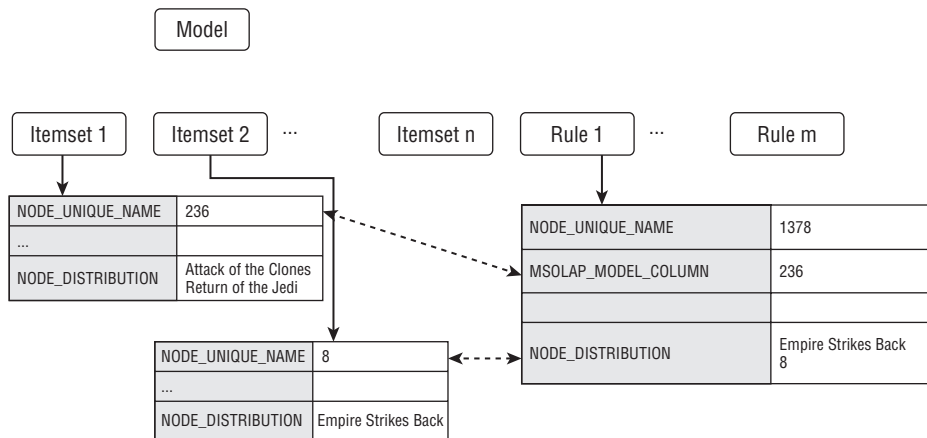 Model
Itemset 1
Itemset 2
...
Itemset n
Rule 1
...
Rule m
NODE_UNIQUE_NAME 236
...
NODE_DISTRIBUTION Attack of the Clones
Return of the Jedi
NODE_UNIQUE_NAME 1378
MSOLAP_MODEL_COLUMN 236
NODE_DISTRIBUTION Empire Strikes Back
8
NODE_UNIQUE_NAME 8
...
NODE_DISTRIBUTION Empire Strikes Back